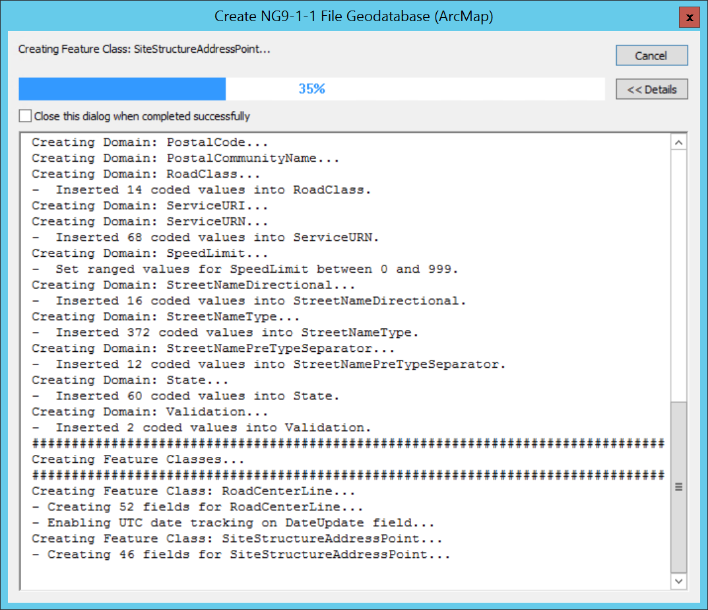 Create NG9-1-1 File Geodatabase (ArcMap)
x
Creating Feature Class: SiteStructureAddressPoint...
Cancel
35%
<< Details
Close this dialog when completed successfully
Creating Domain: PostalCode...
Creating Domain: PostalCommunityName...
Creating Domain: RoadClass...
-  Inserted 14 coded values into RoadClass.
Creating Domain: ServiceURI...
Creating Domain: ServiceURN...
-  Inserted 68 coded values into ServiceURN.
Creating Domain: SpeedLimit...
-  Set ranged values for SpeedLimit between 0 and 999.
Creating Domain: StreetNameDirectional...
-  Inserted 16 coded values into StreetNameDirectional.
Creating Domain: StreetNameType...
-  Inserted 372 coded values into StreetNameType.
Creating Domain: StreetNamePreTypeSeparator...
-  Inserted 12 coded values into StreetNamePreTypeSeparator.
Creating Domain: State...
-  Inserted 60 coded values into State.
Creating Domain: Validation...
-  Inserted 2 coded values into Validation.
################################################################################
Creating Feature Classes...
################################################################################
Creating Feature Class: RoadCenterLine...
- Creating 52 fields for RoadCenterLine...
- Enabling UTC date tracking on DateUpdate field...
Creating Feature Class: SiteStructureAddressPoint...
- Creating 46 fields for SiteStructureAddressPoint...